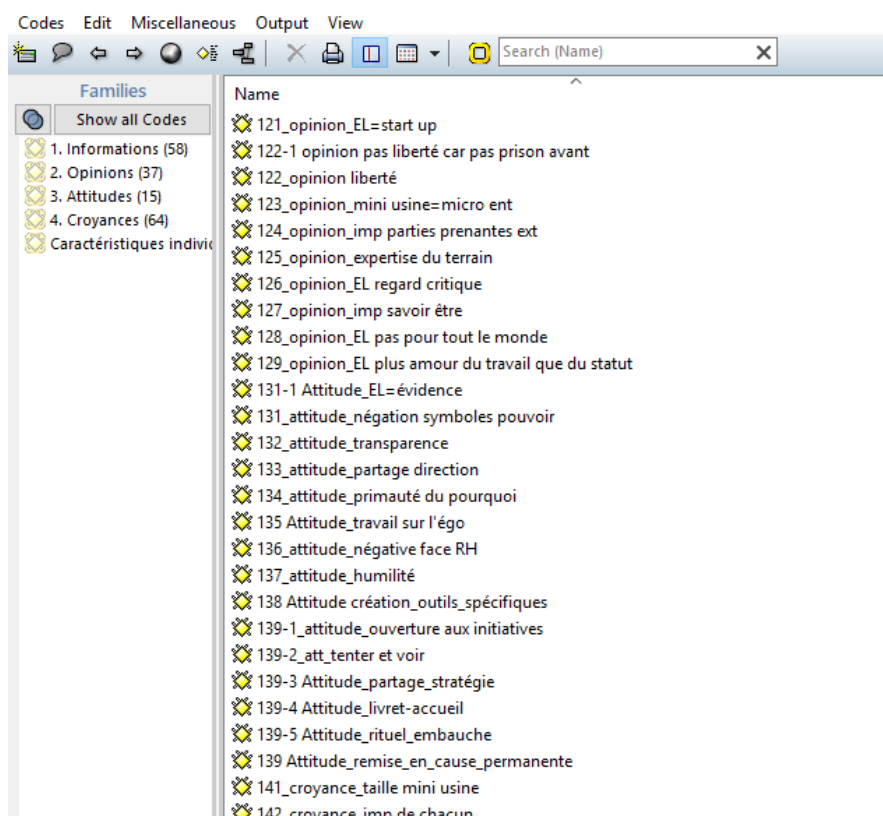 Codes Edit Miscellaneous Output View
Search (Name)
Families
Show all Codes
1. Informations (58)
2. Opinions (37)
3. Attitudes (15)
4. Croyances (64)
Caractéristiques indivi
Name
121_opinion_EL=start up
122-1 opinion pas liberté car pas prison avant
122_opinion liberté
123_opinion_mini usine=micro ent
124_opinion_imp parties prenantes ext
125_opinion_expertise du terrain
126_opinion_EL regard critique
127_opinion_imp savoir être
128_opinion_EL pas pour tout le monde
129_opinion_EL plus amour du travail que du statut
131-1 Attitude_EL=évidence
131_attitude_négation symboles pouvoir
132_attitude_transparence
133_attitude_partage direction
134_attitude_primauté du pourquoi
135 Attitude_travail sur l'égo
136_attitude_négative face RH
137_attitude_humilité
138 Attitude création_outils_spécifiques
139-1_attitude_ouverture aux initiatives
139-2_att_tenter et voir
139-3 Attitude_partage_stratégie
139-4 Attitude_livret-accueil
139-5 Attitude_rituel_embauche
139 Attitude_remise_en_cause_permanente
141_croyance_taille mini usine
142_croyance_imp de chacun